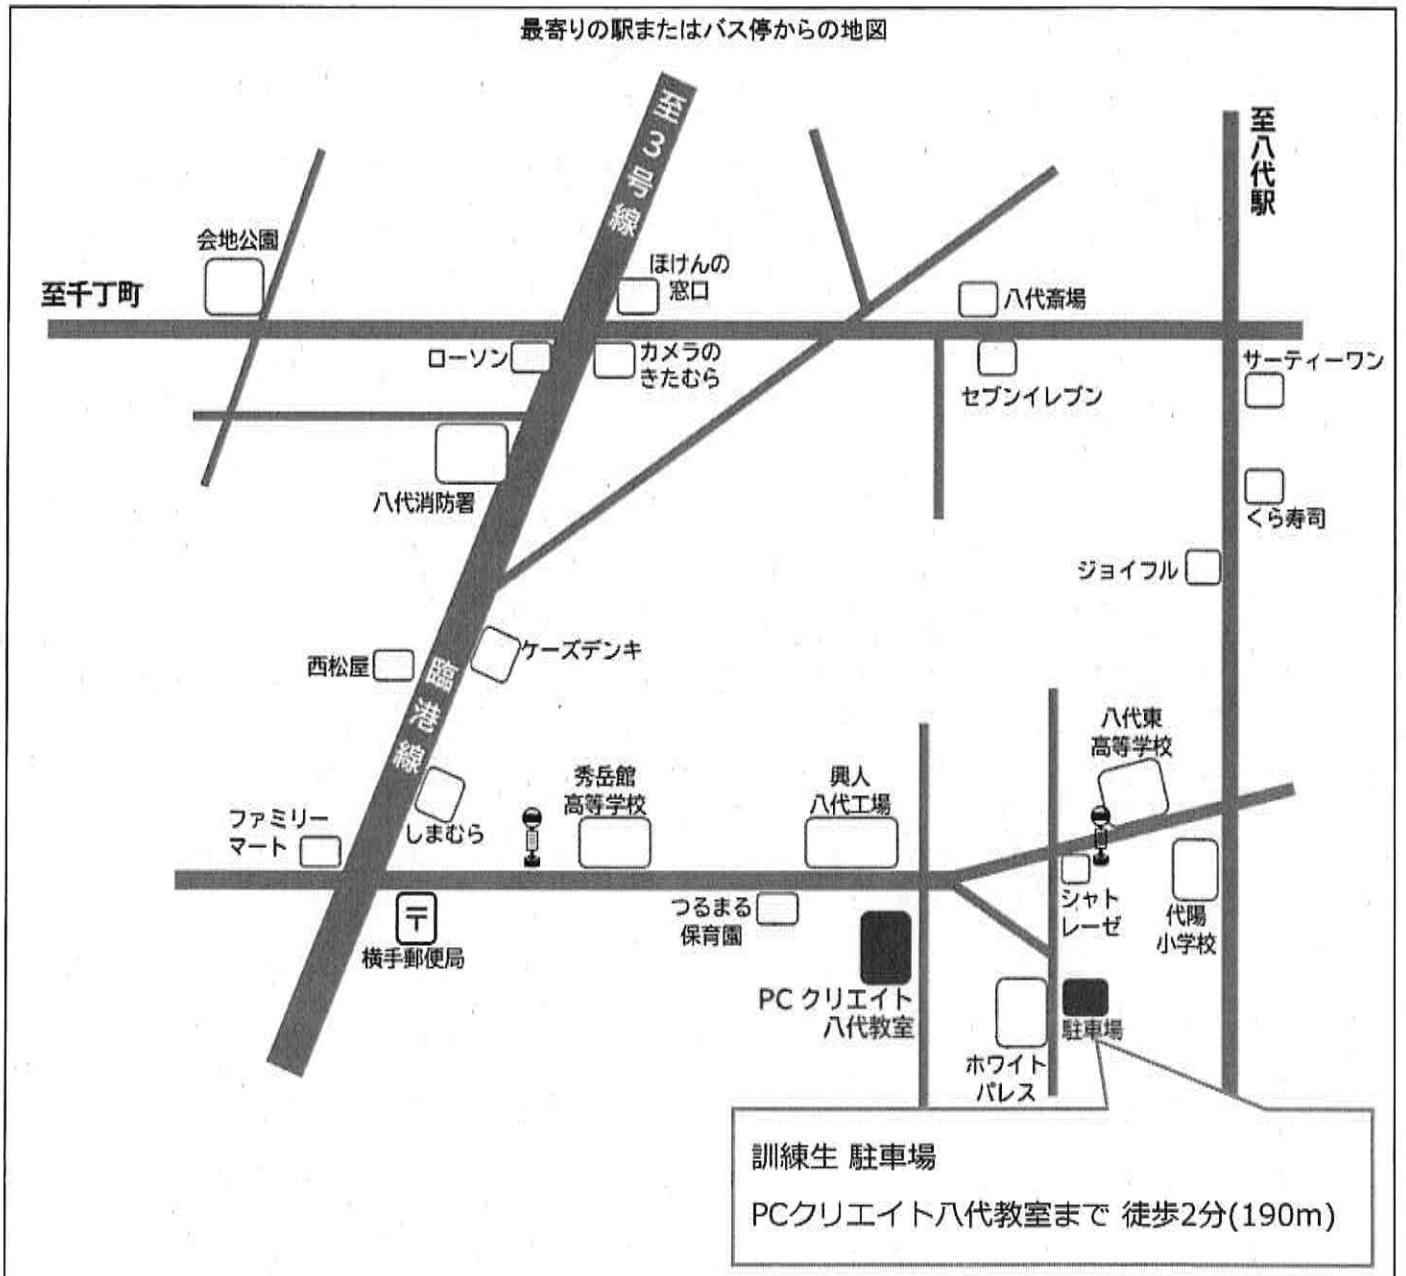 最寄りの駅またはバス停からの地図
至3号線
至八代駅
会地公園
至千丁町
ほけんの
窓口
八代斎場
ローソン
カメラの
きたむら
サーティーワン
セブンイレブン
八代消防署
くら寿司
ジョイフル
西松屋
ケーズデンキ
臨港線
八代東
高等学校
秀岳館
高等学校
興人
八代工場
ファミリー
マート
しまむら
〒
横手郵便局
つるまる
保育園
シャト
レーゼ
代陽
小学校
PC クリエイト
八代教室
駐車場
ホワイト
パレス
訓練生 駐車場
PCクリエイト八代教室まで 徒歩2分(190m)